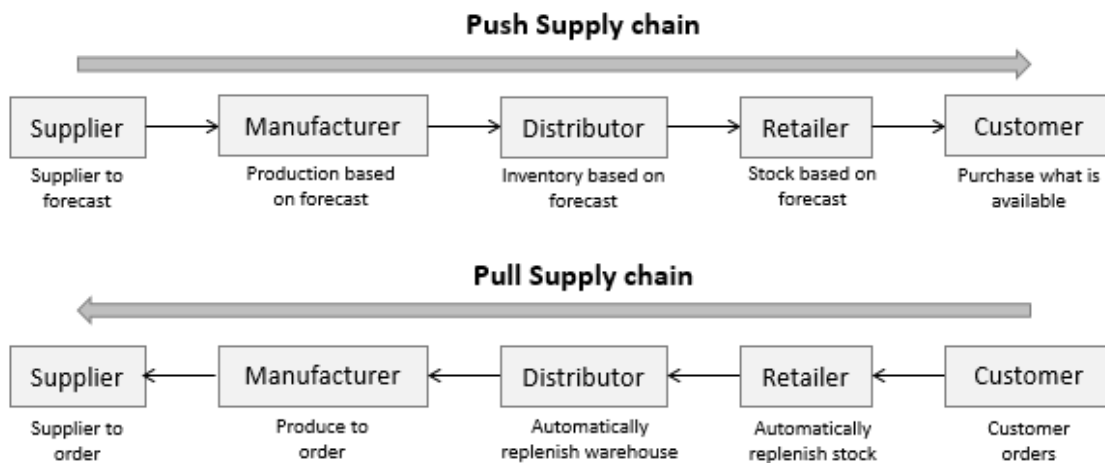 Push Supply chain
Supplier
Manufacturer
Distributor
Retailer
Customer
Supplier to
forecast
Production based
on forecast
Inventory based on
forecast
Stock based on
forecast
Purchase what is
available
Pull Supply chain
Supplier
Manufacturer
Distributor
Retailer
Customer
Supplier to
order
Produce to
order
Automatically
replenish warehouse
Automatically
replenish stock
Customer
orders